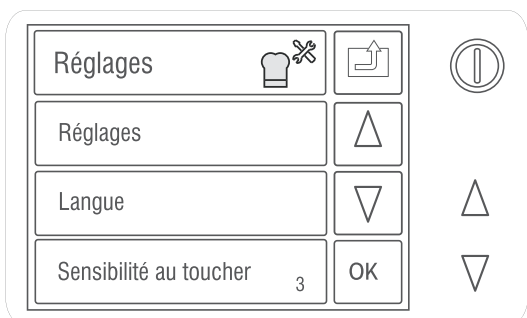 Réglages
Réglages
Langue
Sensibilité au toucher 3
OK